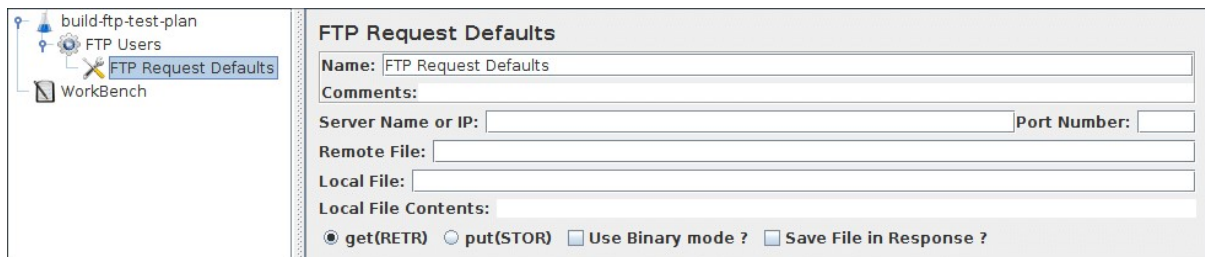 build-ftp-test-plan
FTP Users
FTP Request Defaults
WorkBench
FTP Request Defaults
Name: FTP Request Defaults
Comments:
Server Name or IP: Port Number:
Remote File:
Local File:
Local File Contents:
get(RETR) put(STOR) Use Binary mode ? Save File in Response ?